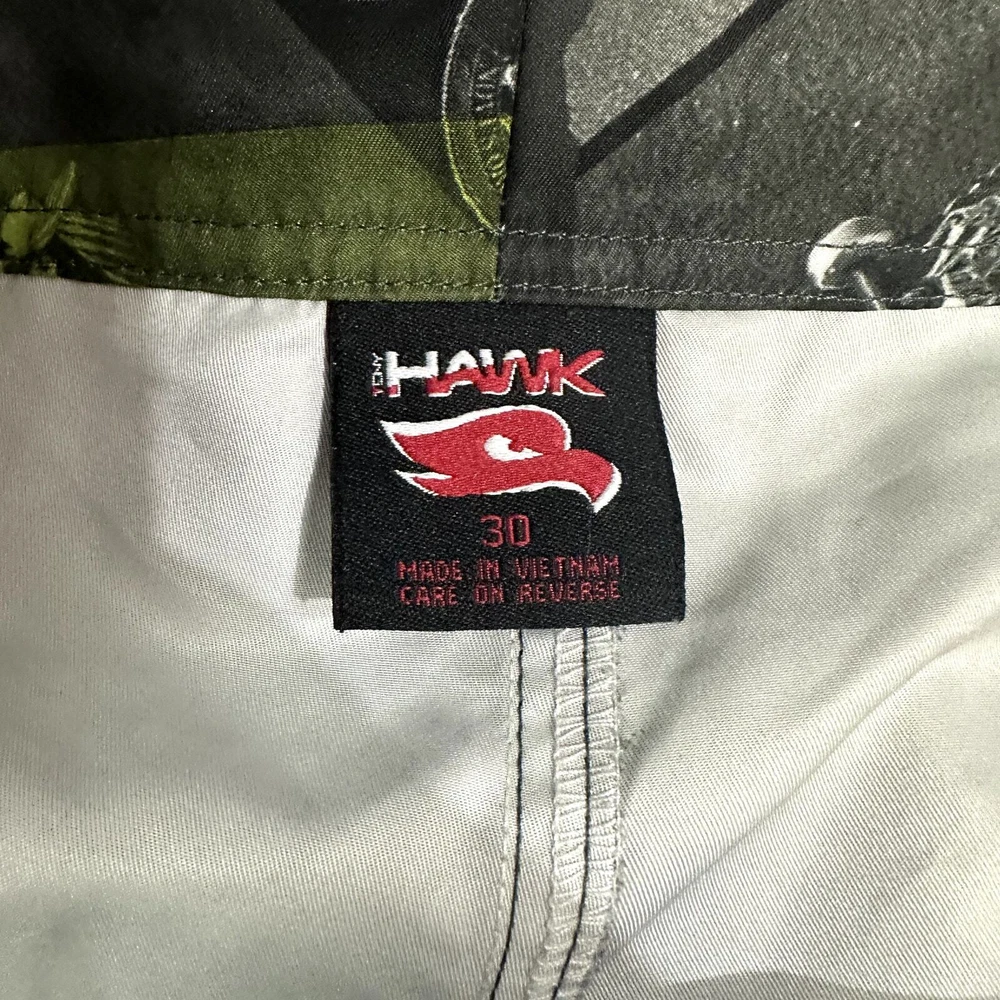 TONY HAWK
30
MADE IN VIETNAM
CARE ON REVERSE